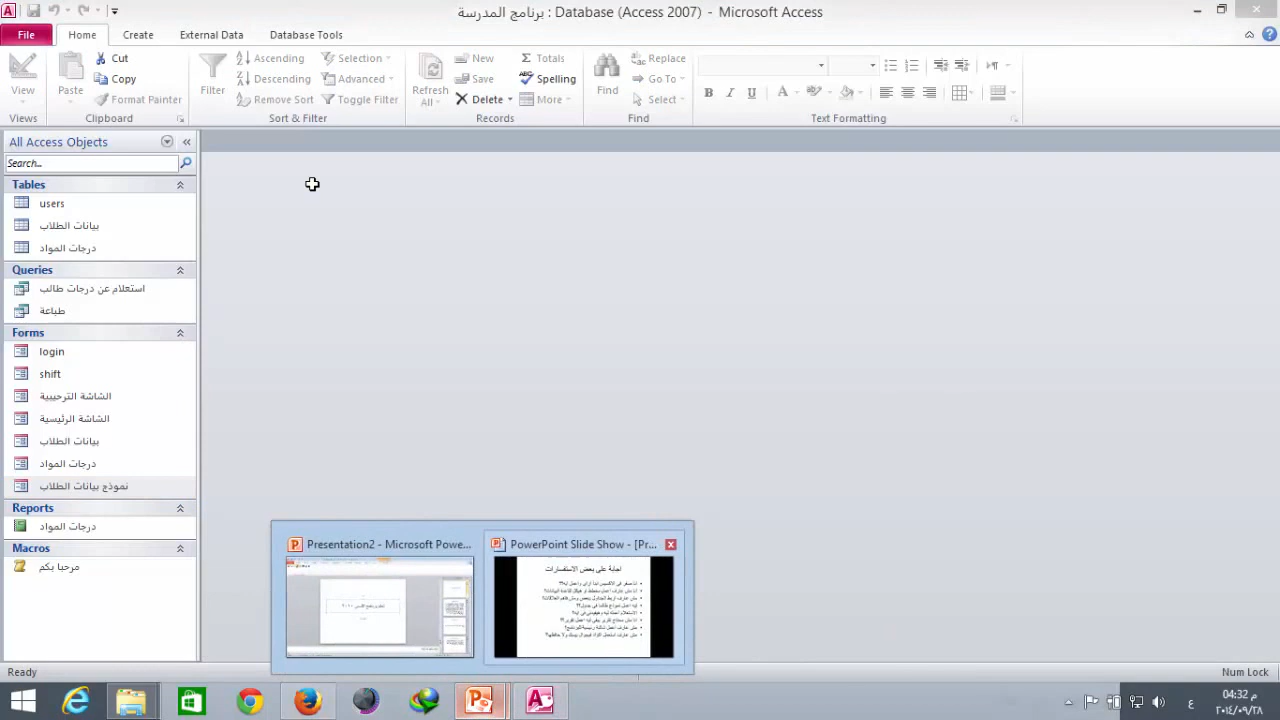 برنامج المدرسة : Database (Access 2007) - Microsoft Access
File Home Create External Data Database Tools
View
Views
Paste
Cut
Copy
Format Painter
Clipboard
Filter
Ascending
Descending
Remove Sort
Selection
Advanced
Toggle Filter
Sort & Filter
Refresh All
New
Save
Delete
Totals
Spelling
More
Records
Find
Replace
Go To
Select
Find
Text Formatting
All Access Objects
Search...
Tables
users
بيانات الطلاب
درجات المواد
Queries
استعلام عن درجات طالب
طباعة
Forms
login
shift
الشاشة الترحيبية
الشاشة الرئيسية
بيانات الطلاب
درجات المواد
نموذج بيانات الطلاب
Reports
درجات المواد
Macros
مرحبا بكم
Presentation2 - Microsoft Powe...
PowerPoint Slide Show - [Pr...
اجابة على بعض الاستفسارات
Ready
Num Lock
ع
04:32 م
٢٠١٤/٠٩/٢٨